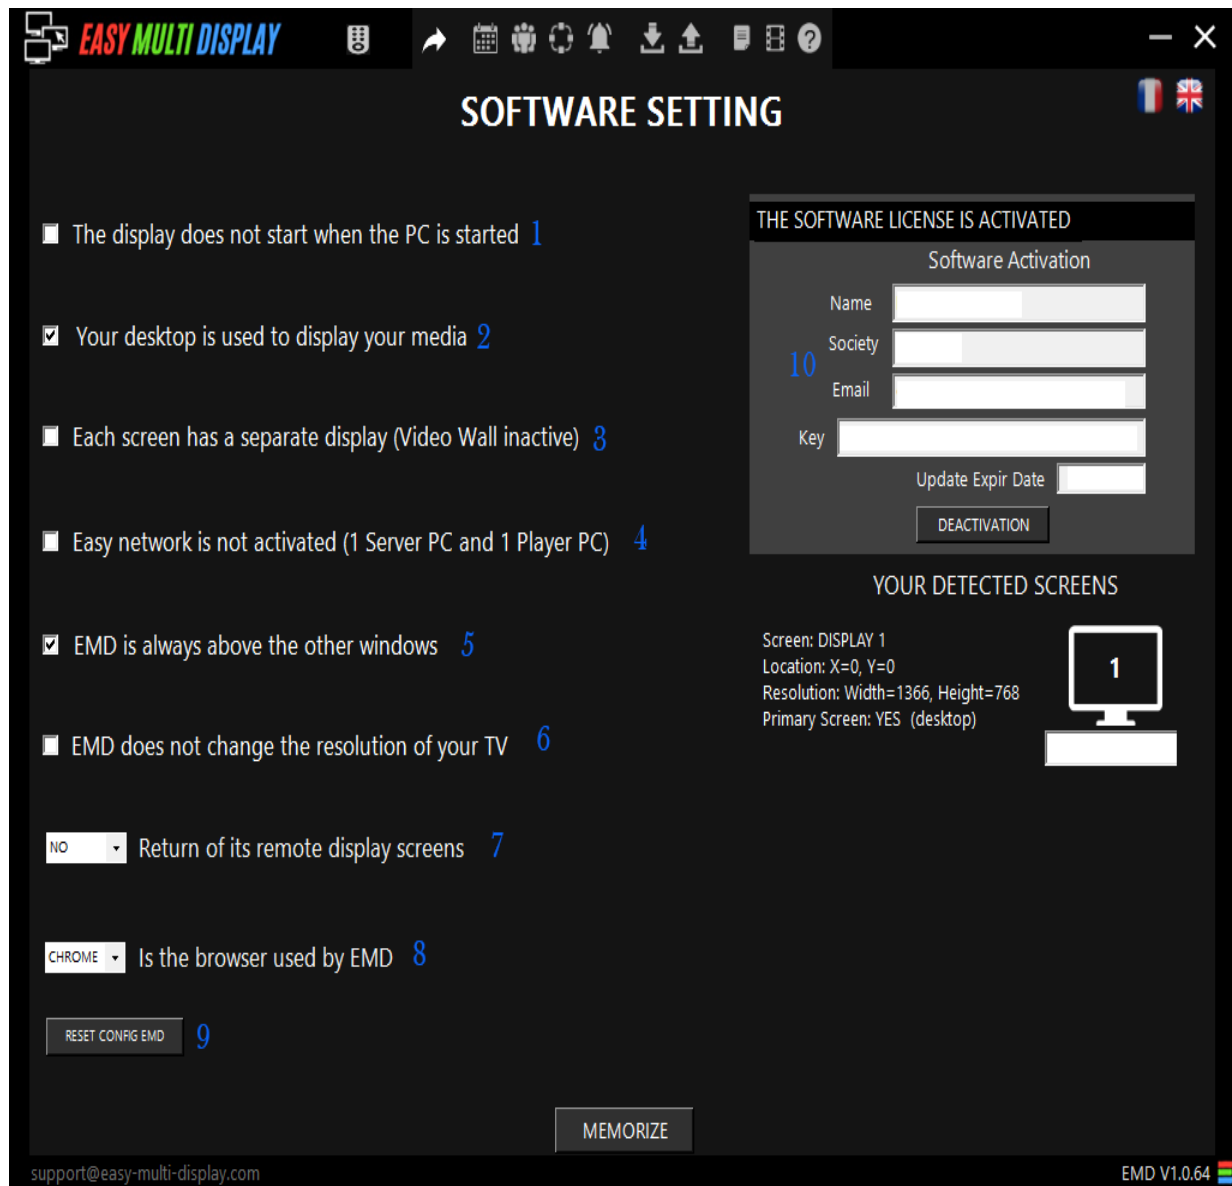 EASY MULTI DISPLAY
SOFTWARE SETTING
The display does not start when the PC is started 1
Your desktop is used to display your media 2
Each screen has a separate display (Video Wall inactive) 3
Easy network is not activated (1 Server PC and 1 Player PC) 4
EMD is always above the other windows 5
EMD does not change the resolution of your TV 6
NO Return of its remote display screens 7
CHROME Is the browser used by EMD 8
RESET CONFIG EMD 9
THE SOFTWARE LICENSE IS ACTIVATED
Software Activation
Name
Society
10
Email
Key
Update Expir Date
DEACTIVATION
YOUR DETECTED SCREENS
Screen: DISPLAY 1
Location: X=0, Y=0
Resolution: Width=1366, Height=768
Primary Screen: YES (desktop)
1
MEMORIZE
support@easy-multi-display.com
EMD V1.0.64